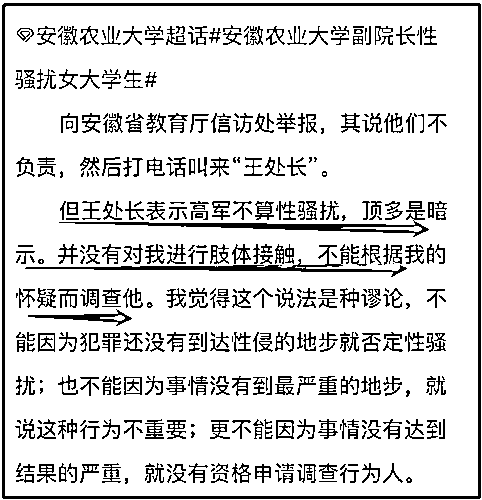 安徽农业大学超话#安徽农业大学副院长性
骚扰女大学生#
向安徽省教育厅信访处举报，其说他们不
负责，然后打电话叫来“王处长”。
但王处长表示高军不算性骚扰，顶多是暗
示。并没有对我进行肢体接触，不能根据我的
怀疑而调查他。我觉得这个说法是种谬论，不
能因为犯罪还没有到达性侵的地步就否定性骚
扰；也不能因为事情没有到最严重的地步，就
说这种行为不重要；更不能因为事情没有达到
结果的严重，就没有资格申请调查行为人。